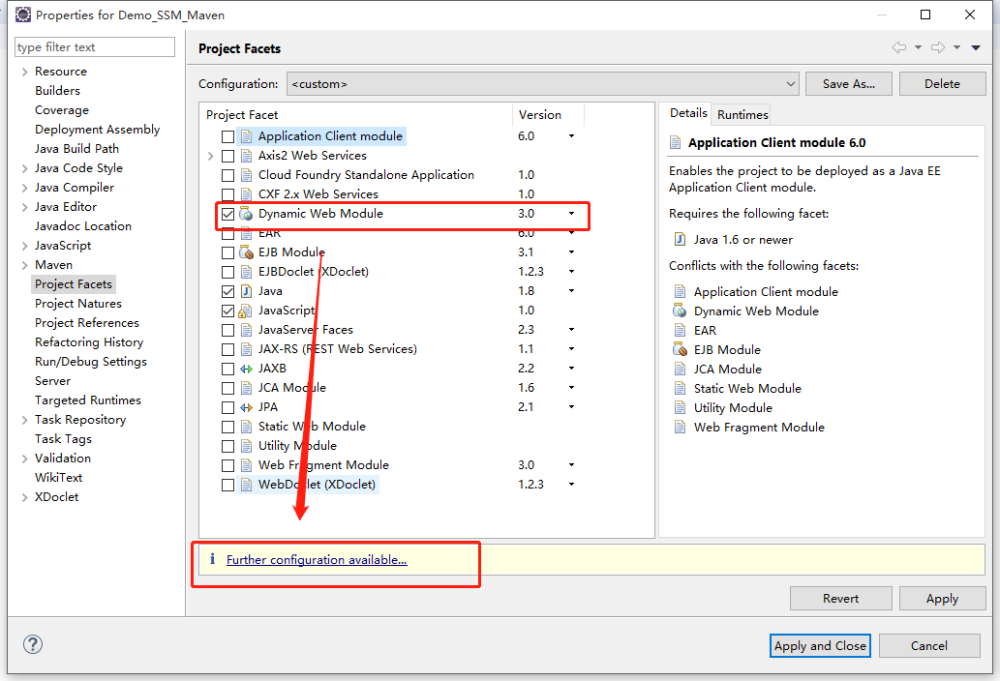 Properties for Demo_SSM_Maven
type filter text
Resource
Builders
Coverage
Deployment Assembly
Java Build Path
Java Code Style
Java Compiler
Java Editor
Javadoc Location
JavaScript
Maven
Project Facets
Project Natures
Project References
Refactoring History
Run/Debug Settings
Server
Targeted Runtimes
Task Repository
Task Tags
Validation
WikiText
XDoclet
Project Facets
Configuration: <custom> Save As... Delete
Project Facet Version
Application Client module 6.0
Axis2 Web Services
Cloud Foundry Standalone Application 1.0
CXF 2.x Web Services 1.0
Dynamic Web Module 3.0
EAR 6.0
EJB Module 3.1
EJBDoclet (XDoclet) 1.2.3
Java 1.8
JavaScript 1.0
JavaServer Faces 2.3
JAX-RS (REST Web Services) 1.1
JAXB 2.2
JCA Module 1.6
JPA 2.1
Static Web Module
Utility Module
Web Fragment Module 3.0
WebDoclet (XDoclet) 1.2.3
Details Runtimes
Application Client module 6.0
Enables the project to be deployed as a Java EE
Application Client module.
Requires the following facet:
Java 1.6 or newer
Conflicts with the following facets:
Application Client module
Dynamic Web Module
EAR
EJB Module
JCA Module
Static Web Module
Utility Module
Web Fragment Module
Further configuration available...
Revert Apply
Apply and Close Cancel